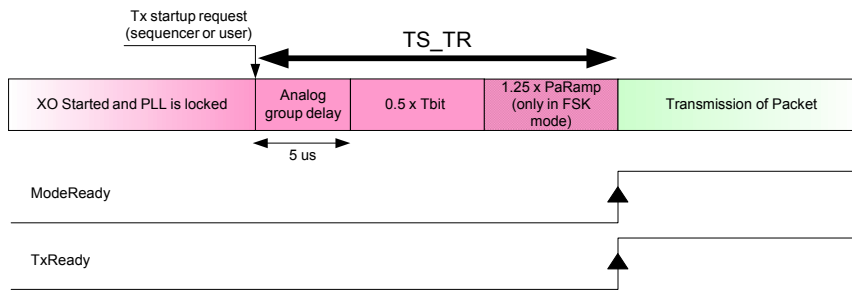 Tx startup request
(sequencer or user)
TS_TR
XO Started and PLL is locked
Analog
group delay
0.5 x Tbit
1.25 x PaRamp
(only in FSK
mode)
Transmission of Packet
5 us
ModeReady
TxReady